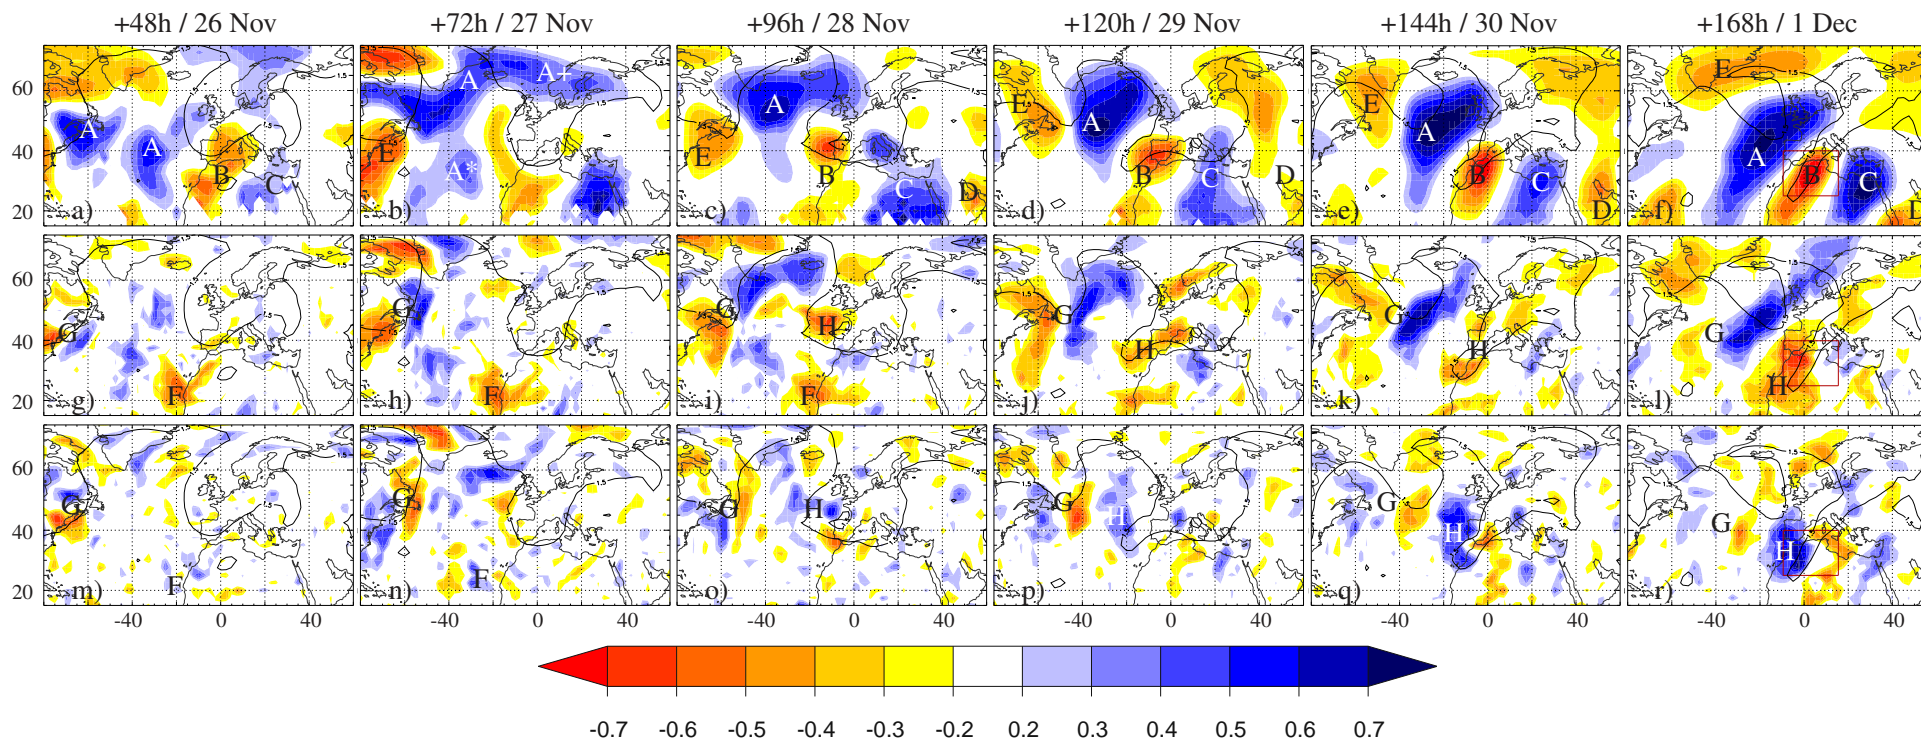 +48h / 26 Nov +72h / 27 Nov +96h / 28 Nov +120h / 29 Nov +144h / 30 Nov +168h / 1 Dec
60 40 20
A A B C a)
A A+ E A* b)
A E B C D c)
E A B C D d)
E A B C D e)
E A B C D f)
60 40 20
G F g)
G F h)
G H F i)
G H j)
G H k)
G H l)
60 40 20
G F m)
G F n)
G H o)
G H p)
G H q)
G H r)
-40 0 40 -40 0 40 -40 0 40 -40 0 40 -40 0 40 -40 0 40
-0.7 -0.6 -0.5 -0.4 -0.3 -0.2 0.2 0.3 0.4 0.5 0.6 0.7